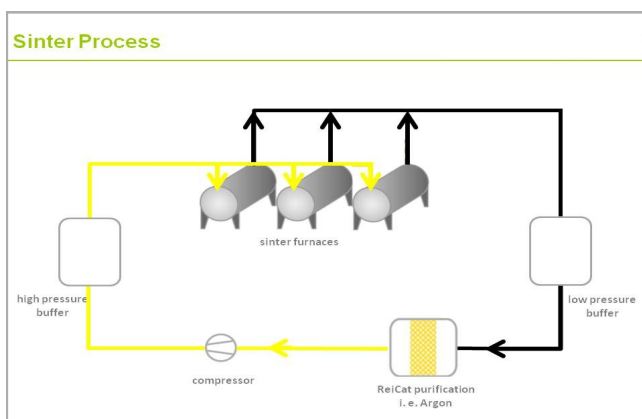 Sinter Process
sinter furnaces
high pressure
buffer
low pressure
buffer
compressor
ReiCat purification
i. e. Argon